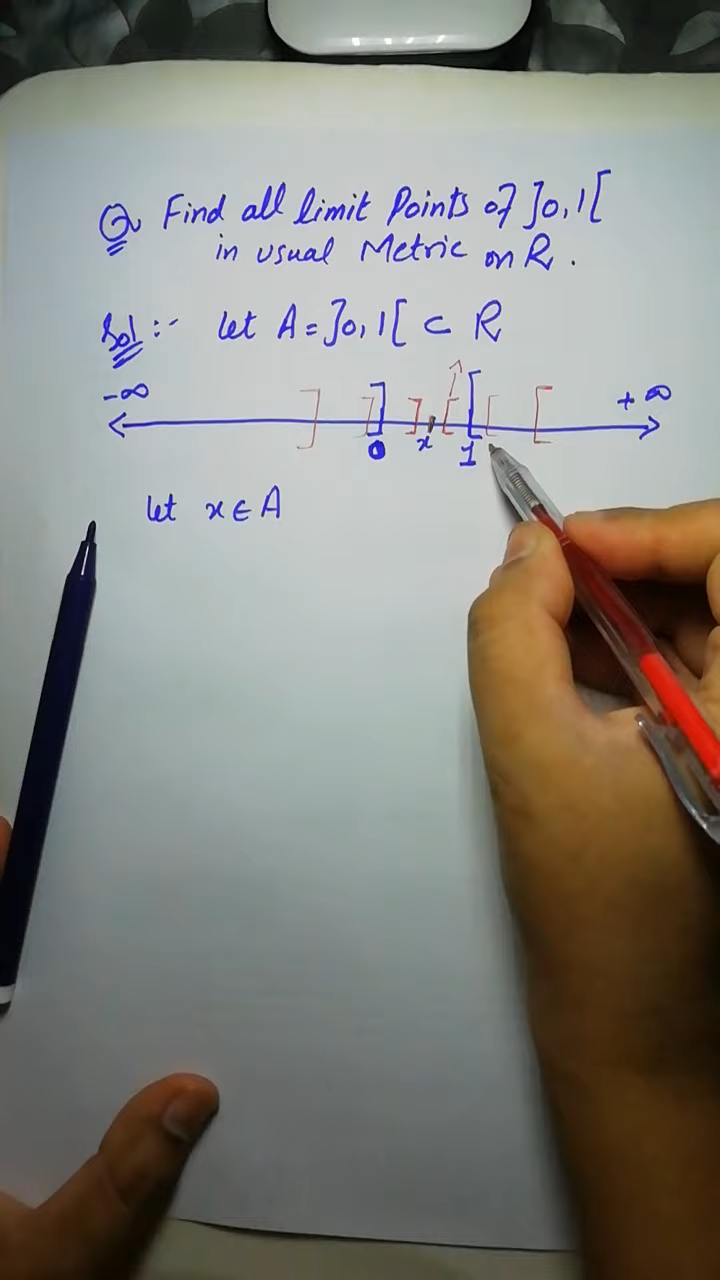 Q Find all limit Points of ]0,1[
in usual Metric on R.
Sol :- let A = ]0,1[ ⊂ R
-∞ ] ] ] ] x [ [ [ [ +∞
0 x 1
let x ∈ A